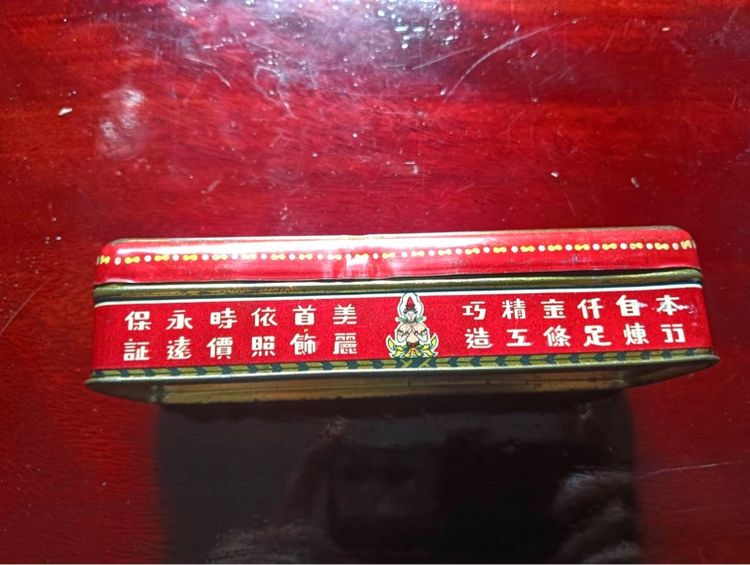 本行
自煉
仟足
金條
精工
巧造
美麗
首飾
依照
時價
永遠
保証